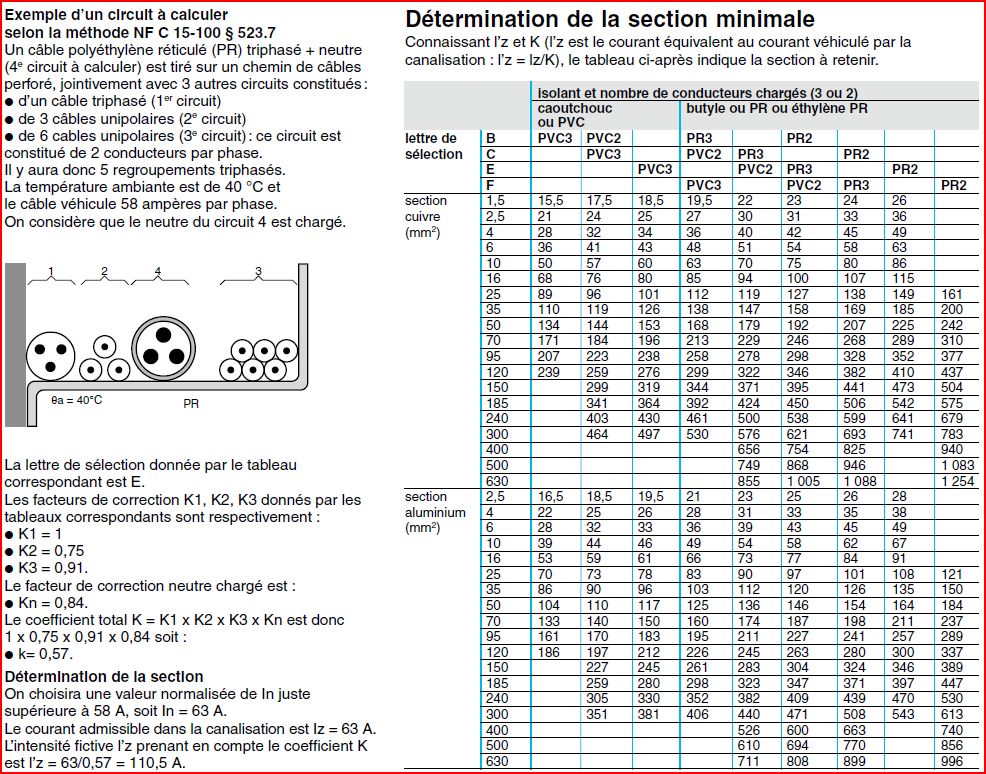 Exemple d'un circuit à calculer
selon la méthode NF C 15-100 § 523.7
Un câble polyéthylène réticulé (PR) triphasé + neutre
(4e circuit à calculer) est tiré sur un chemin de câbles
perforé, jointivement avec 3 autres circuits constitués :
● d'un câble triphasé (1er circuit)
● de 3 câbles unipolaires (2e circuit)
● de 6 cables unipolaires (3e circuit) : ce circuit est
constitué de 2 conducteurs par phase.
Il y aura donc 5 regroupements triphasés.
La température ambiante est de 40 °C et
le câble véhicule 58 ampères par phase.
On considère que le neutre du circuit 4 est chargé.
1 2 4 3
θa = 40°C PR
La lettre de sélection donnée par le tableau
correspondant est E.
Les facteurs de correction K1, K2, K3 donnés par les
tableaux correspondants sont respectivement :
● K1 = 1
● K2 = 0,75
● K3 = 0,91.
Le facteur de correction neutre chargé est :
● Kn = 0,84.
Le coefficient total K = K1 x K2 x K3 x Kn est donc
1 x 0,75 x 0,91 x 0,84 soit :
● k= 0,57.
Détermination de la section
On choisira une valeur normalisée de In juste
supérieure à 58 A, soit In = 63 A.
Le courant admissible dans la canalisation est Iz = 63 A.
L'intensité fictive I'z prenant en compte le coefficient K
est I'z = 63/0,57 = 110,5 A.
Détermination de la section minimale
Connaissant I'z et K (I'z est le courant équivalent au courant véhiculé par la
canalisation : I'z = Iz/K), le tableau ci-après indique la section à retenir.
isolant et nombre de conducteurs chargés (3 ou 2)
caoutchouc butyle ou PR ou éthylène PR
ou PVC
lettre de B PVC3 PVC2 PR3 PR2
sélection C PVC3 PVC2 PR3 PR2
E PVC3 PVC2 PR3 PR2
F PVC3 PVC2 PR3 PR2
section 1,5 15,5 17,5 18,5 19,5 22 23 24 26
cuivre 2,5 21 24 25 27 30 31 33 36
(mm2) 4 28 32 34 36 40 42 45 49
6 36 41 43 48 51 54 58 63
10 50 57 60 63 70 75 80 86
16 68 76 80 85 94 100 107 115
25 89 96 101 112 119 127 138 149 161
35 110 119 126 138 147 158 169 185 200
50 134 144 153 168 179 192 207 225 242
70 171 184 196 213 229 246 268 289 310
95 207 223 238 258 278 298 328 352 377
120 239 259 276 299 322 346 382 410 437
150 299 319 344 371 395 441 473 504
185 341 364 392 424 450 506 542 575
240 403 430 461 500 538 599 641 679
300 464 497 530 576 621 693 741 783
400 656 754 825 940
500 749 868 946 1 083
630 855 1 005 1 088 1 254
section 2,5 16,5 18,5 19,5 21 23 25 26 28
aluminium 4 22 25 26 28 31 33 35 38
(mm2) 6 28 32 33 36 39 43 45 49
10 39 44 46 49 54 58 62 67
16 53 59 61 66 73 77 84 91
25 70 73 78 83 90 97 101 108 121
35 86 90 96 103 112 120 126 135 150
50 104 110 117 125 136 146 154 164 184
70 133 140 150 160 174 187 198 211 237
95 161 170 183 195 211 227 241 257 289
120 186 197 212 226 245 263 280 300 337
150 227 245 261 283 304 324 346 389
185 259 280 298 323 347 371 397 447
240 305 330 352 382 409 439 470 530
300 351 381 406 440 471 508 543 613
400 526 600 663 740
500 610 694 770 856
630 711 808 899 996